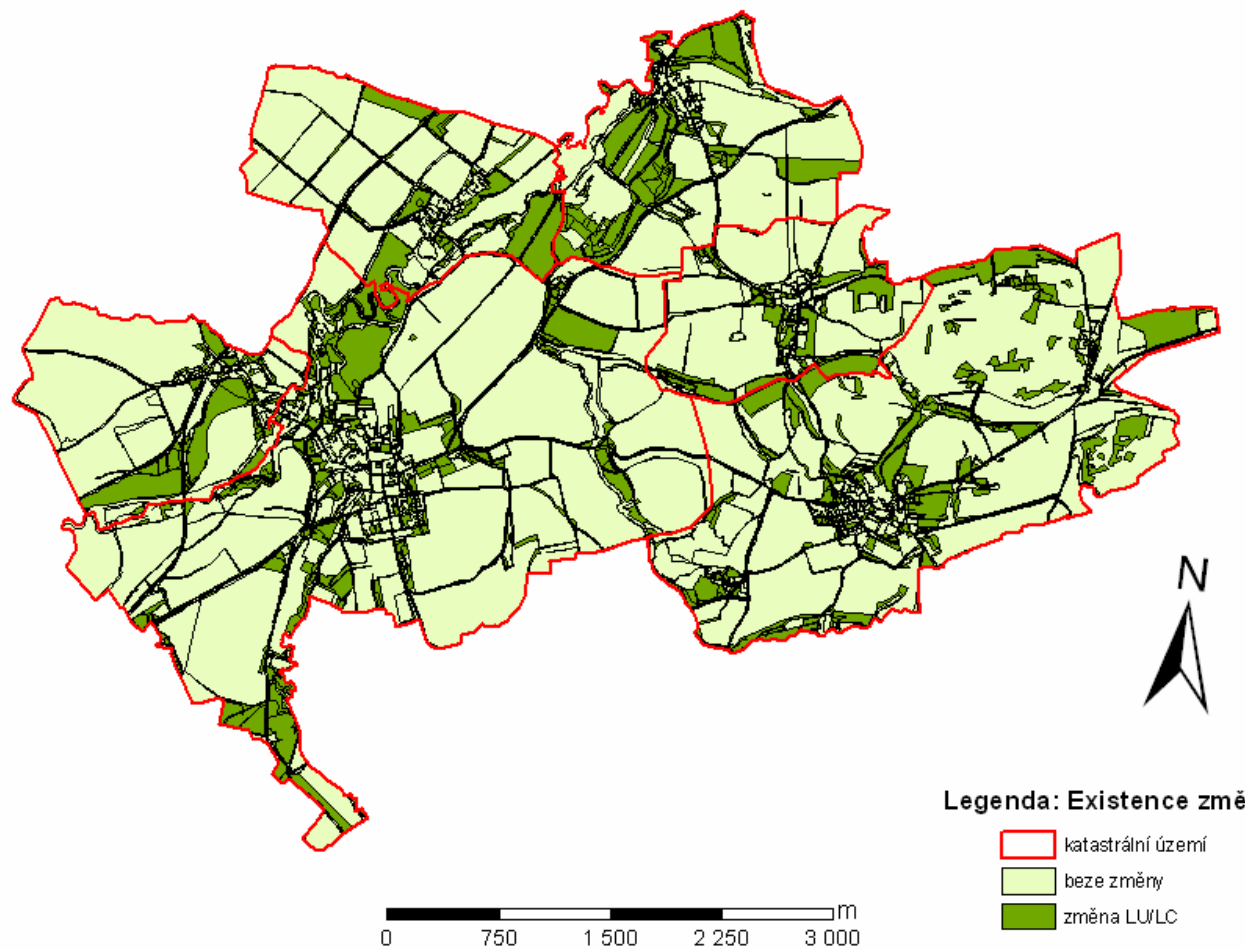 N
Legenda: Existence změ
katastrální území
beze změny
změna LU/LC
m
0 750 1 500 2 250 3 000